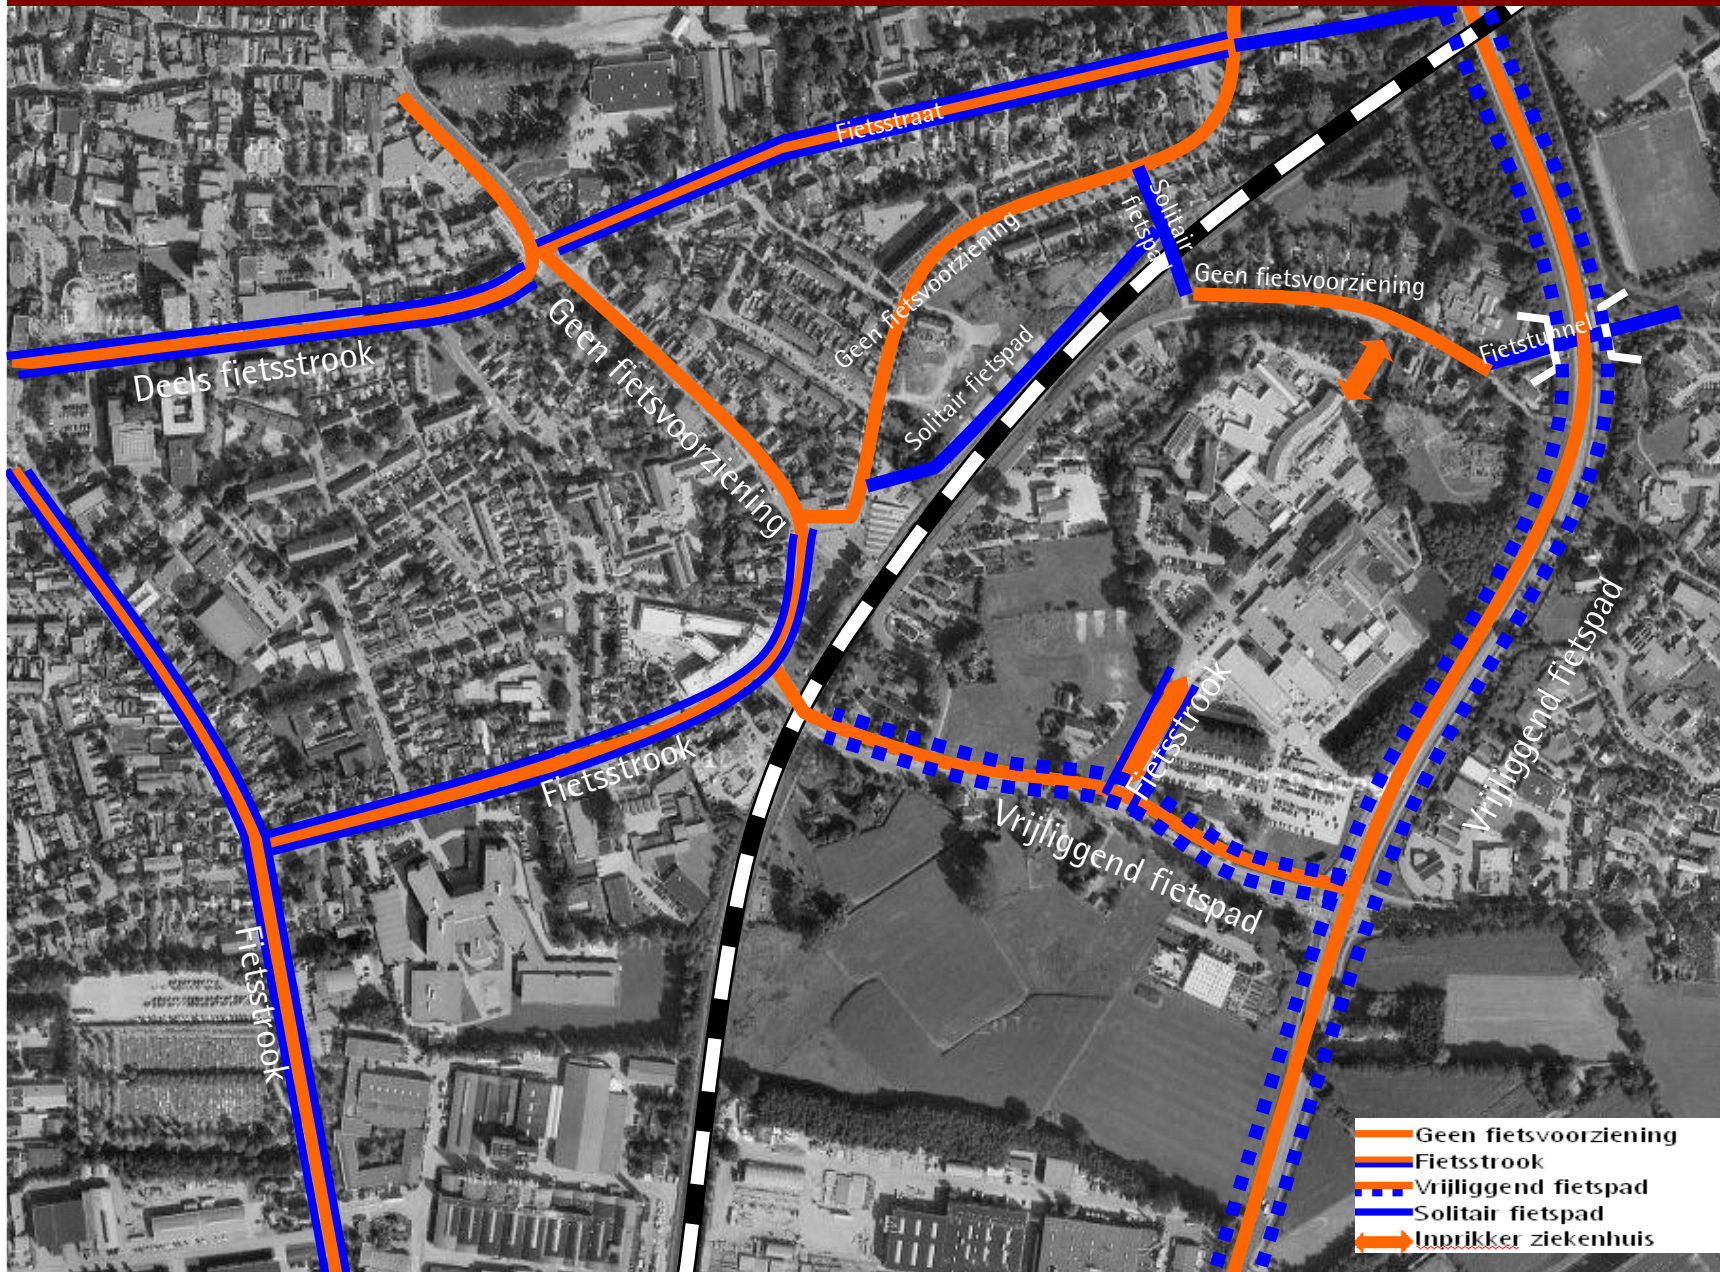 Fietsstraat
Solitair
fietspad
Geen fietsvoorziening
Geen fietsvoorziening
Geen fietsvoorziening
Fietstunnel
Deels fietsstrook
Solitair fietspad
Vrijliggend fietspad
Fietsstrook
Fietsstrook
Vrijliggend fietspad
Fietsstrook
Geen fietsvoorziening
Fietsstrook
Vrijliggend fietspad
Solitair fietspad
Inprikker ziekenhuis